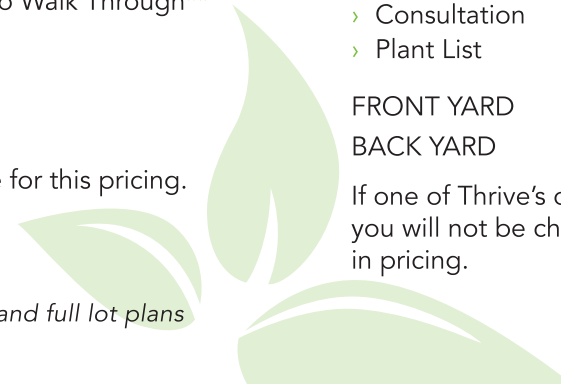 Walk Through
for this pricing.
and full lot plans
› Consultation
› Plant List
FRONT YARD
BACK YARD
If one of Thrive's
you will not be
in pricing.